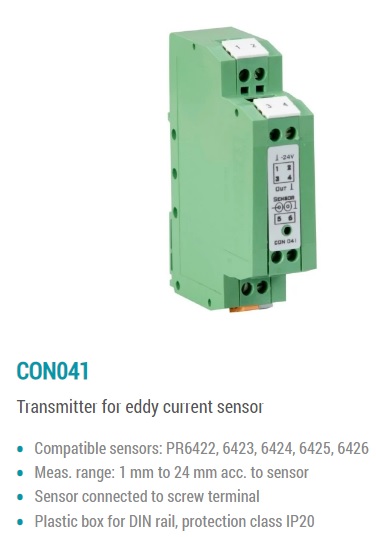 1 2
3 4
⊥ -24V
1 2
3 4
OUT ⊥
SENSOR
5 6
CON 041
CON041
Transmitter for eddy current sensor
• Compatible sensors: PR6422, 6423, 6424, 6425, 6426
• Meas. range: 1 mm to 24 mm acc. to sensor
• Sensor connected to screw terminal
• Plastic box for DIN rail, protection class IP20